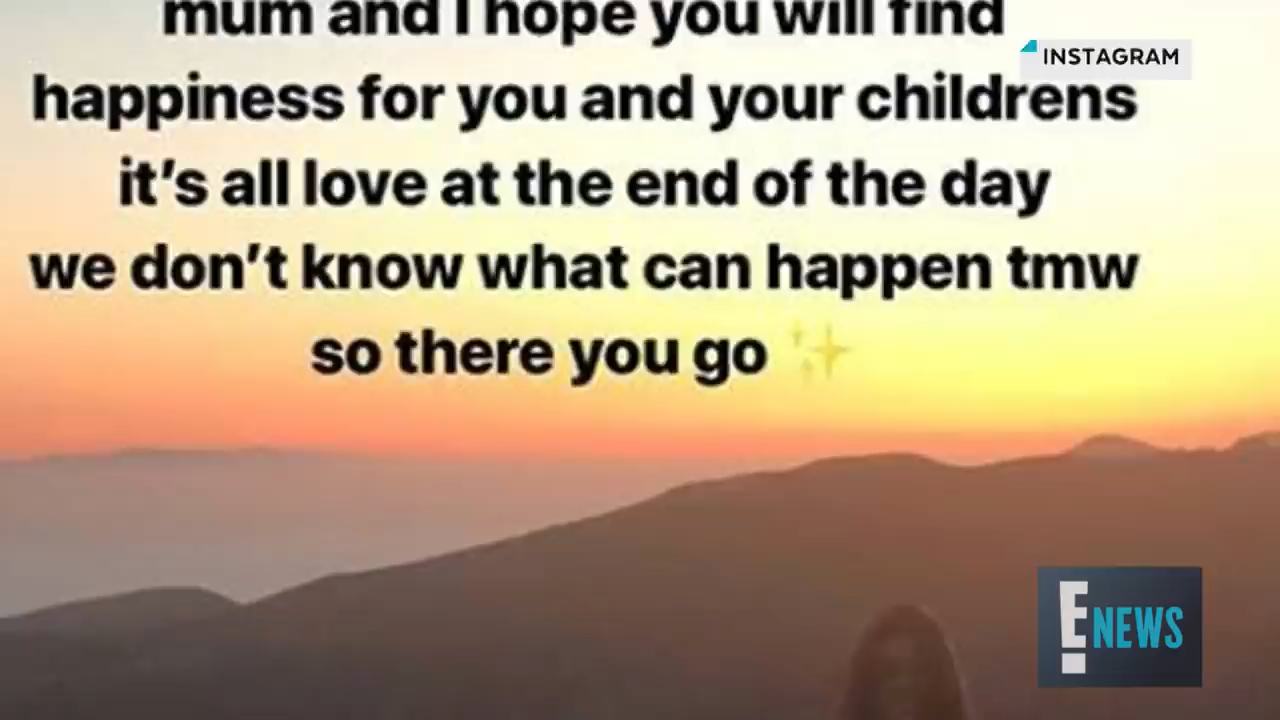 mum and I hope you will find
INSTAGRAM
happiness for you and your childrens
it's all love at the end of the day
we don't know what can happen tmw
so there you go ✨
E! NEWS